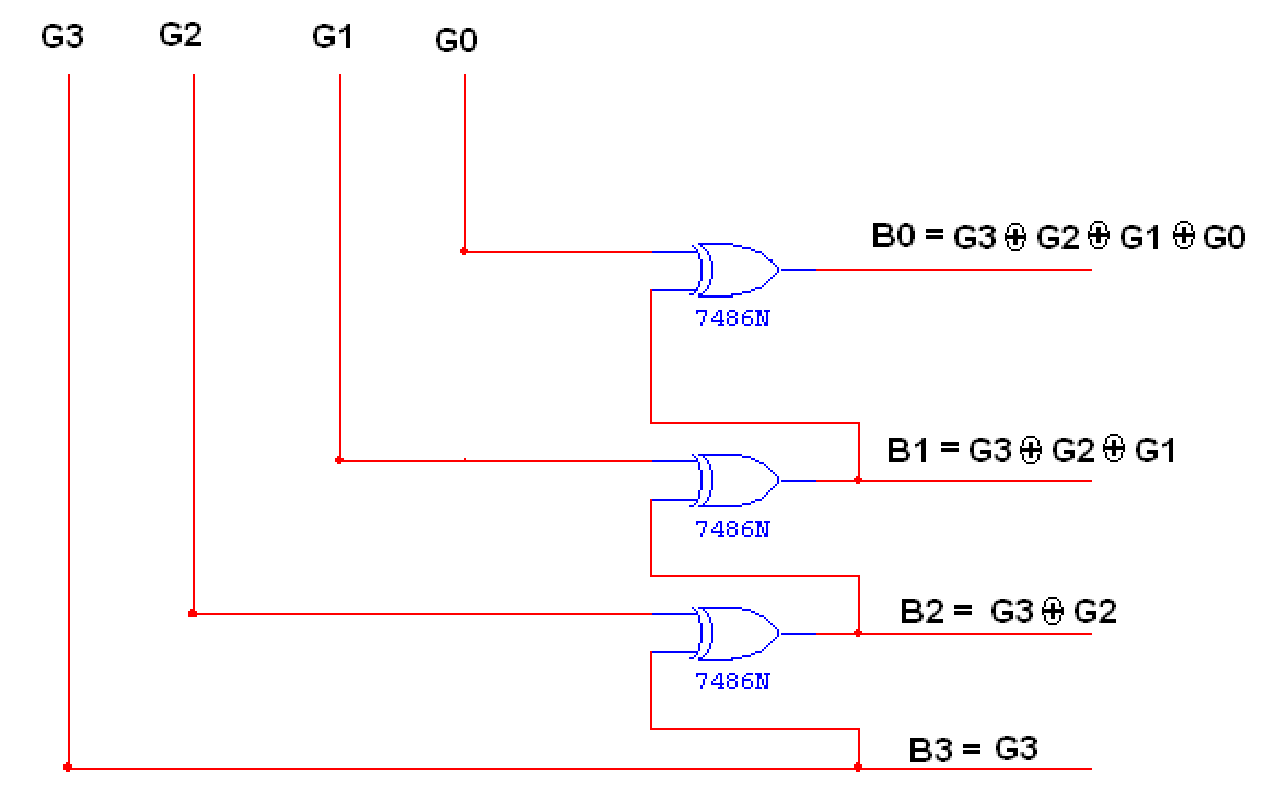 G3 G2 G1 G0
B0 = G3 ⊕ G2 ⊕ G1 ⊕ G0
7486N
B1 = G3 ⊕ G2 ⊕ G1
7486N
B2 = G3 ⊕ G2
7486N
B3 = G3